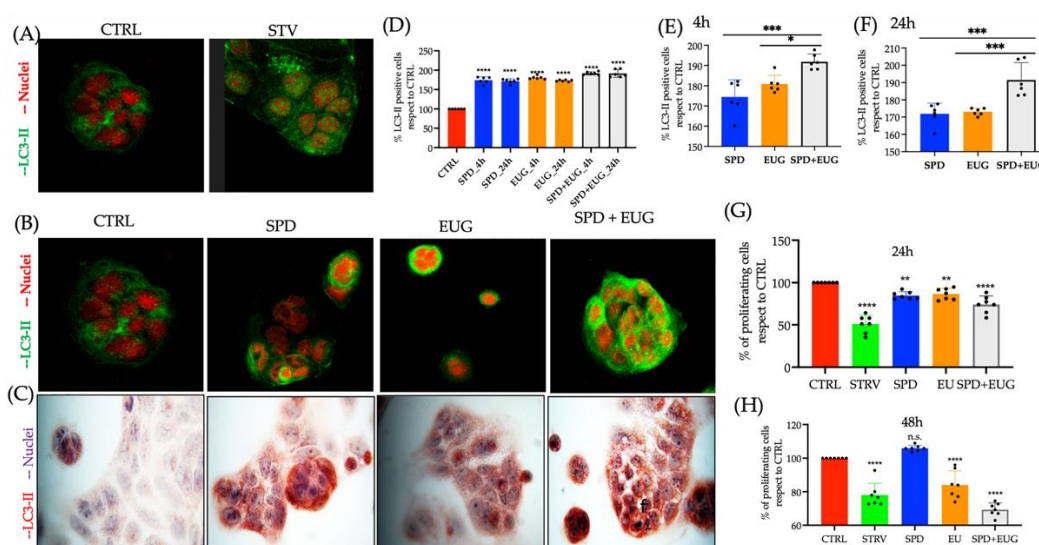 (A)
CTRL
STV
--LC3-II -- Nuclei
(D)
% LC3-II positive cells
respect to CTRL
200
150
100
50
0
****
****
****
****
****
****
CTRL
SPD_4h
SPD_24h
EUG_4h
EUG_24h
SPD+EUG_4h
SPD+EUG_24h
(E)
4h
***
*
% LC3-II positive cells
respect to CTRL
210
200
190
180
170
160
150
SPD
EUG
SPD+EUG
(F)
24h
***
***
% LC3-II positive cells
respect to CTRL
210
200
190
180
170
160
150
SPD
EUG
SPD+EUG
(B)
CTRL
SPD
EUG
SPD + EUG
--LC3-II -- Nuclei
(C)
--LC3-II -- Nuclei
f
(G)
24h
% of proliferating cells
respect to CTRL
150
100
50
0
****
**
**
****
CTRL
STRV
SPD
EU
SPD+EUG
(H)
48h
% of proliferating cells
respect to CTRL
120
100
80
60
****
n.s.
****
****
CTRL
STRV
SPD
EU
SPD+EUG